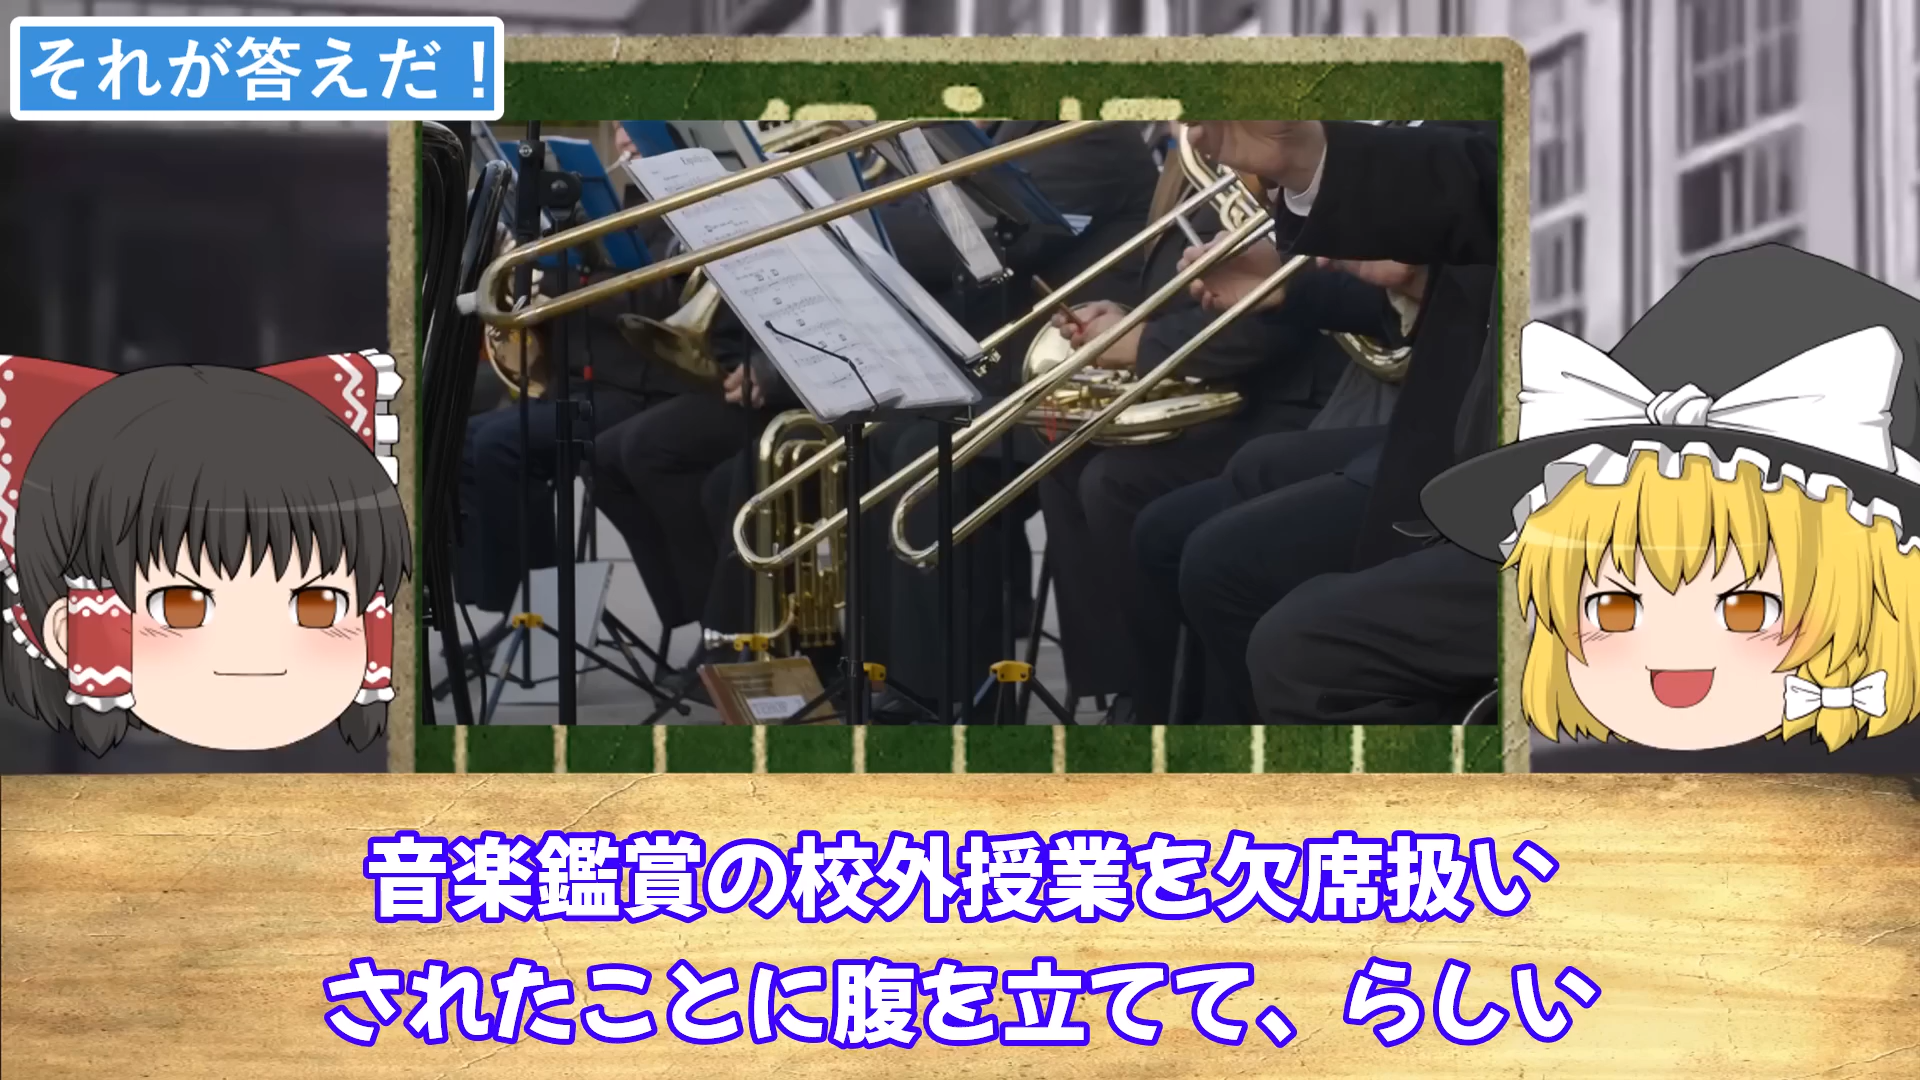 それが答えだ！
音楽鑑賞の校外授業を欠席扱い
されたことに腹を立てて、らしい